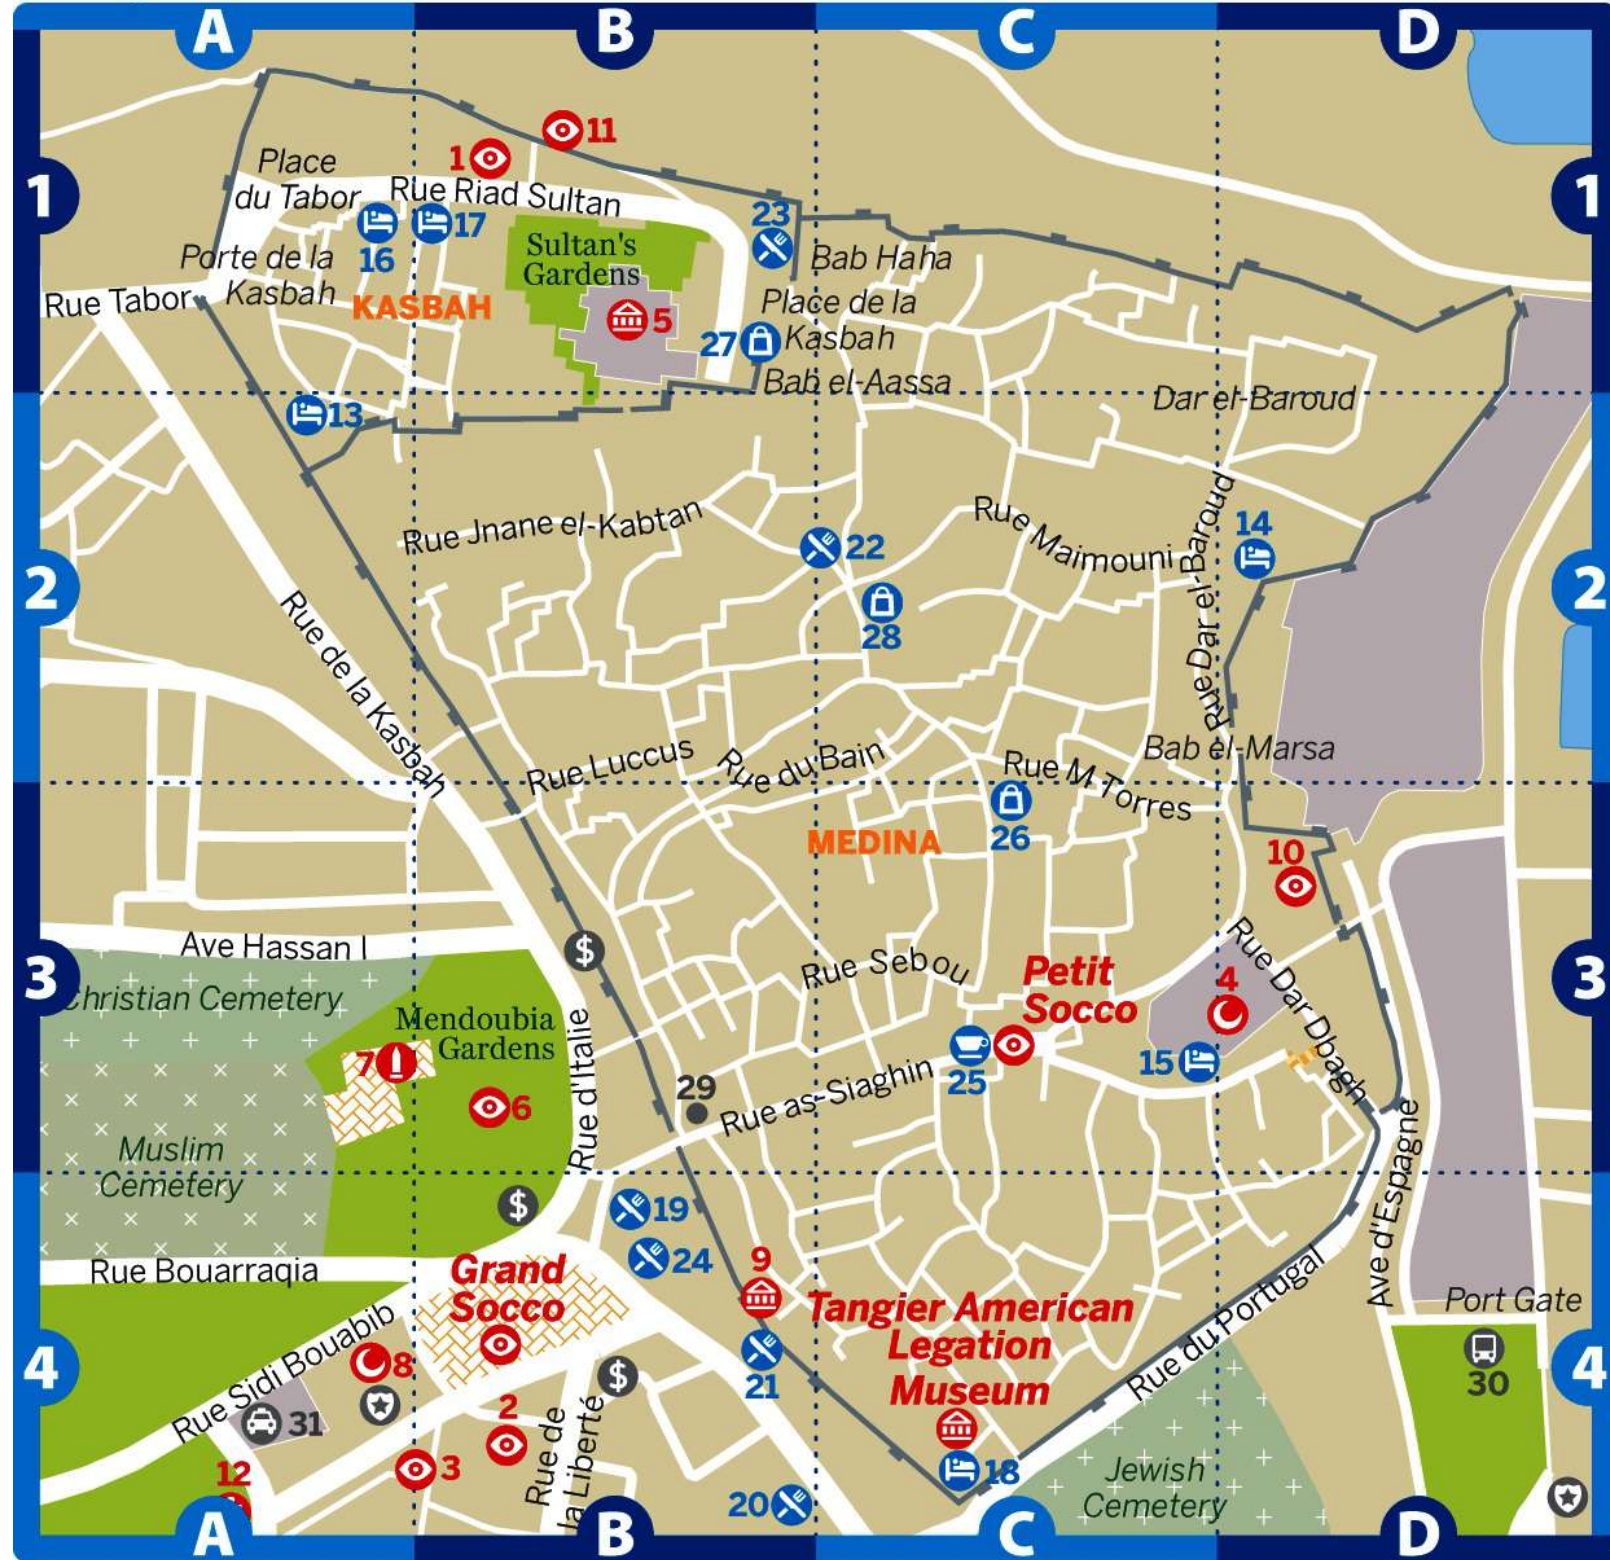 A
B
C
D
1
1
11
1
Place
du Tabor
Rue Riad Sultan
23
16
17
Sultan's
Gardens
Bab Haha
Porte de la
Kasbah
Rue Tabor
KASBAH
5
Place de la
Kasbah
27
Bab el-Aassa
Dar el-Baroud
13
2
2
Rue Jnane el-Kabtan
22
Rue Maimouni
Rue Dar el-Baroud
14
28
Rue de la Kasbah
Rue Luccus
Rue du Bain
Rue M Torres
Bab el-Marsa
26
MEDINA
10
3
3
Ave Hassan I
$
Christian Cemetery
Mendoubia
Gardens
Rue Sebou
Petit
Socco
4
Rue Dar Dbagh
7
6
Rue d'Italie
29
Rue as-Siaghin
25
15
Muslim
Cemetery
Ave d'Espagne
$
19
24
Rue Bouarraqia
Grand
Socco
9
Tangier American
Legation
Museum
Rue du Portugal
Port Gate
4
4
Rue Sidi Bouabib
8
$
21
30
31
2
3
Rue de
la Liberté
12
20
18
Jewish
Cemetery
A
B
C
D